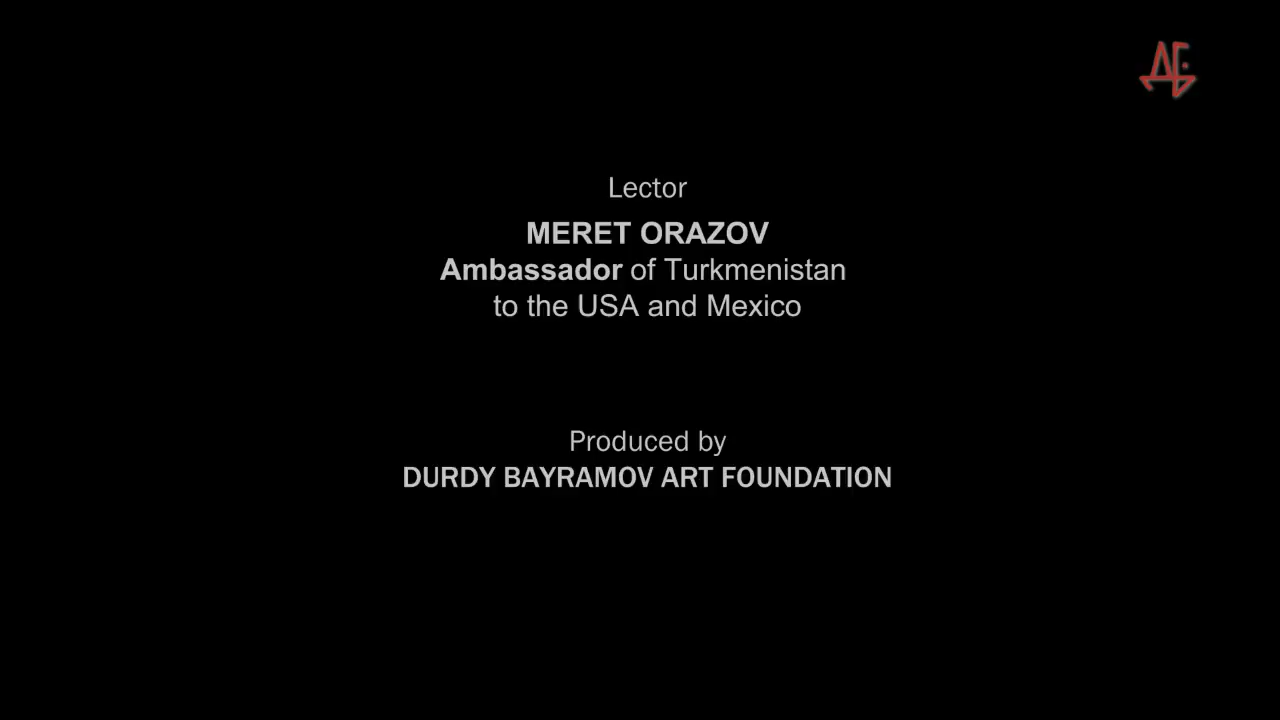 Lector
MERET ORAZOV
Ambassador of Turkmenistan
to the USA and Mexico
Produced by
DURDY BAYRAMOV ART FOUNDATION